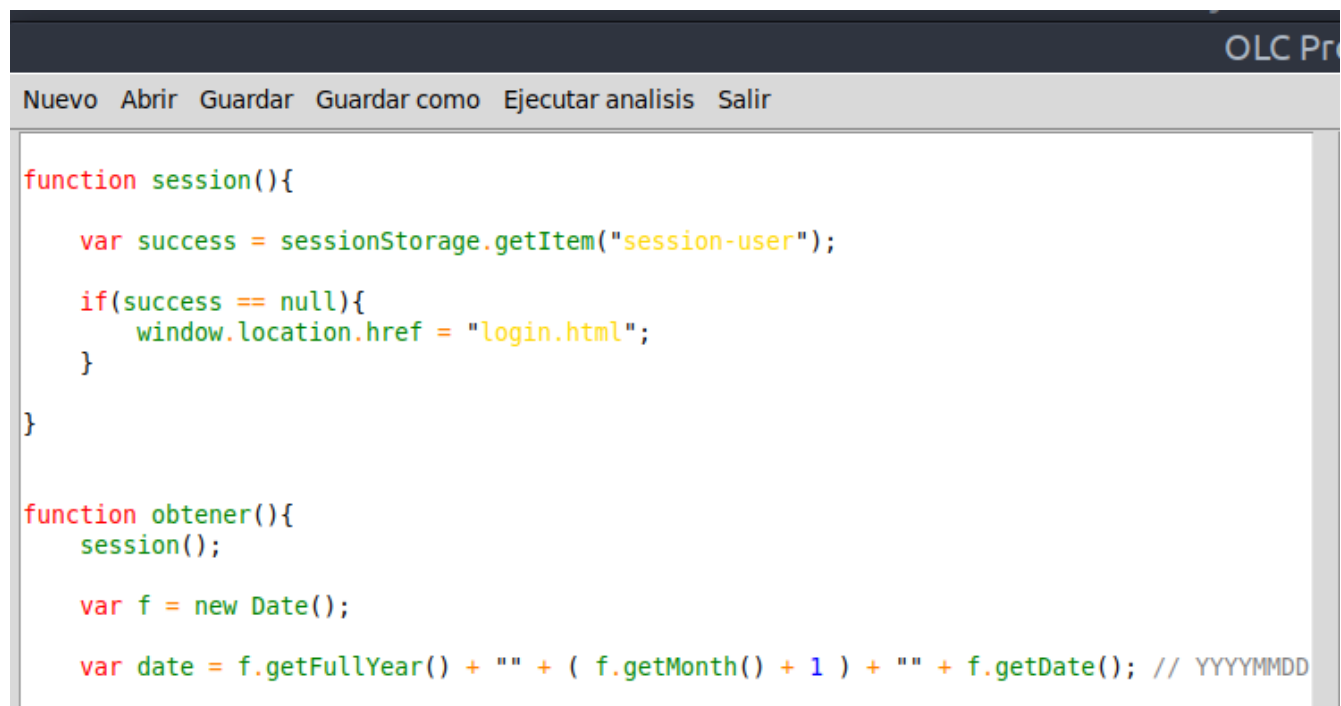 OLC Pr
Nuevo Abrir Guardar Guardar como Ejecutar analisis Salir
function session(){
    var success = sessionStorage.getItem("session-user");
    if(success == null){
        window.location.href = "login.html";
    }
}
function obtener(){
    session();
    var f = new Date();
    var date = f.getFullYear() + "" + ( f.getMonth() + 1 ) + "" + f.getDate(); // YYYYMMDD